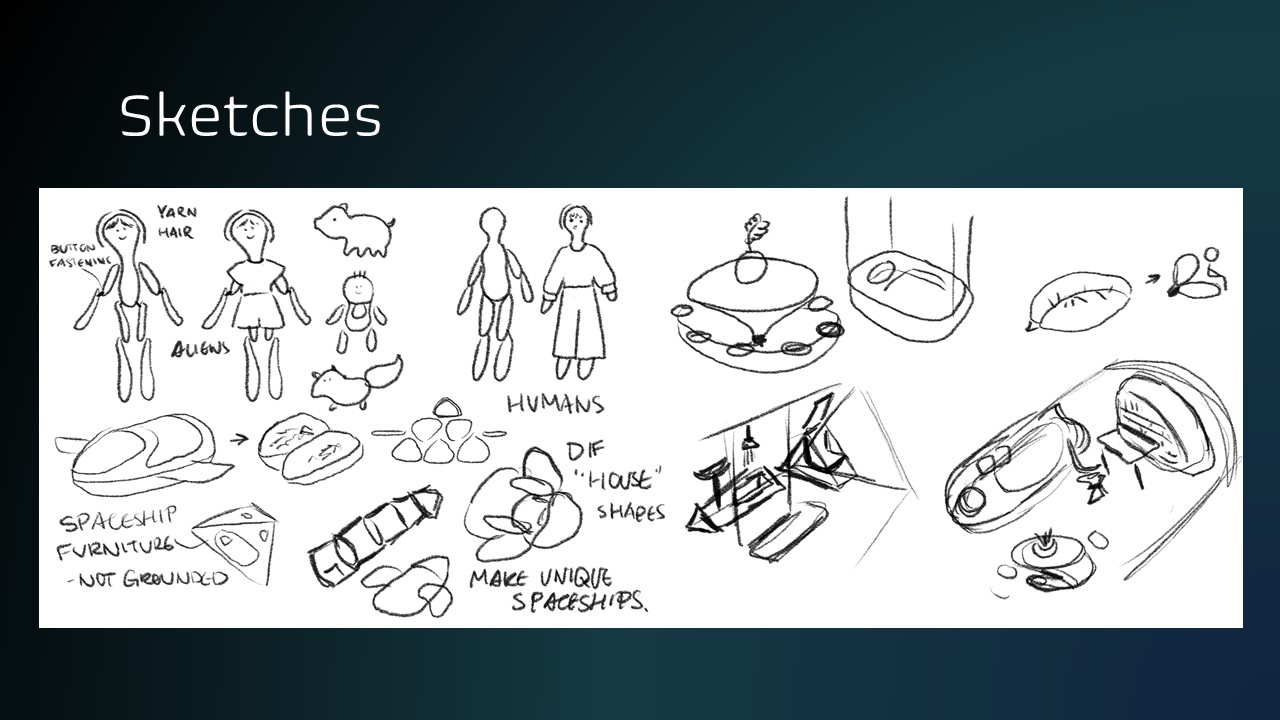 Sketches
YARN
HAIR
BUTTON
FASTENING
ALIENS
HUMANS
DIF
"HOUSE"
SHAPES
SPACESHIP
FURNITURE
- NOT GROUNDED
MAKE UNIQUE
SPACESHIPS.